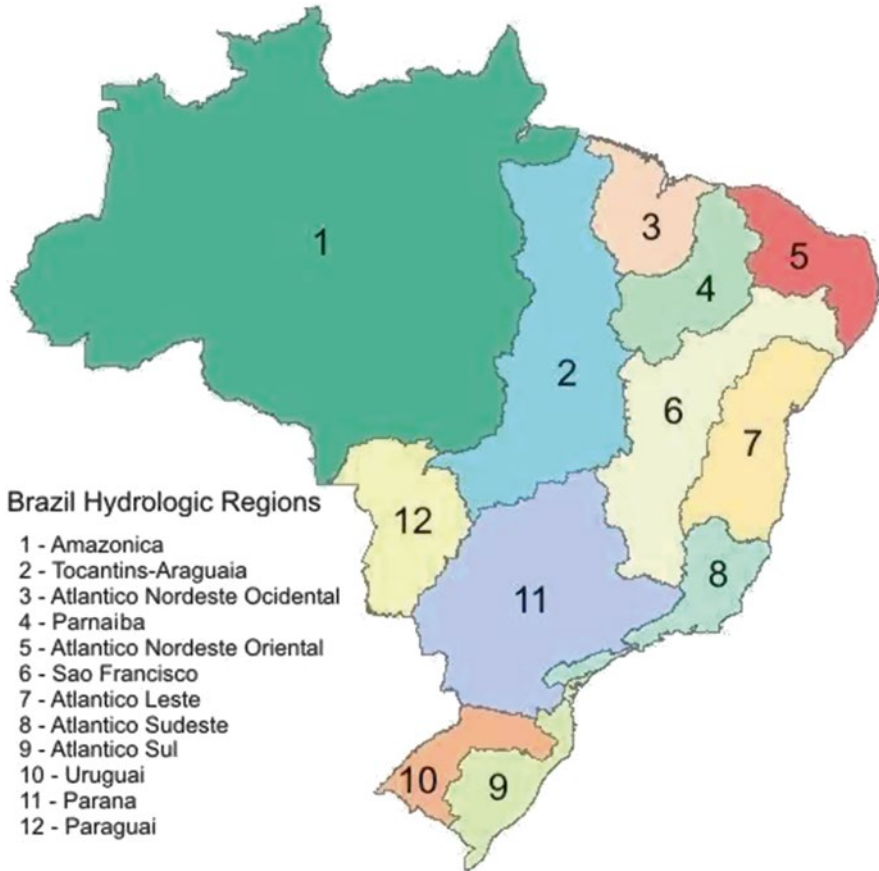 1
2
3
4
5
6
7
8
9
10
11
12
Brazil Hydrologic Regions
1 - Amazonica
2 - Tocantins-Araguaia
3 - Atlantico Nordeste Ocidental
4 - Parnaiba
5 - Atlantico Nordeste Oriental
6 - Sao Francisco
7 - Atlantico Leste
8 - Atlantico Sudeste
9 - Atlantico Sul
10 - Uruguai
11 - Parana
12 - Paraguai